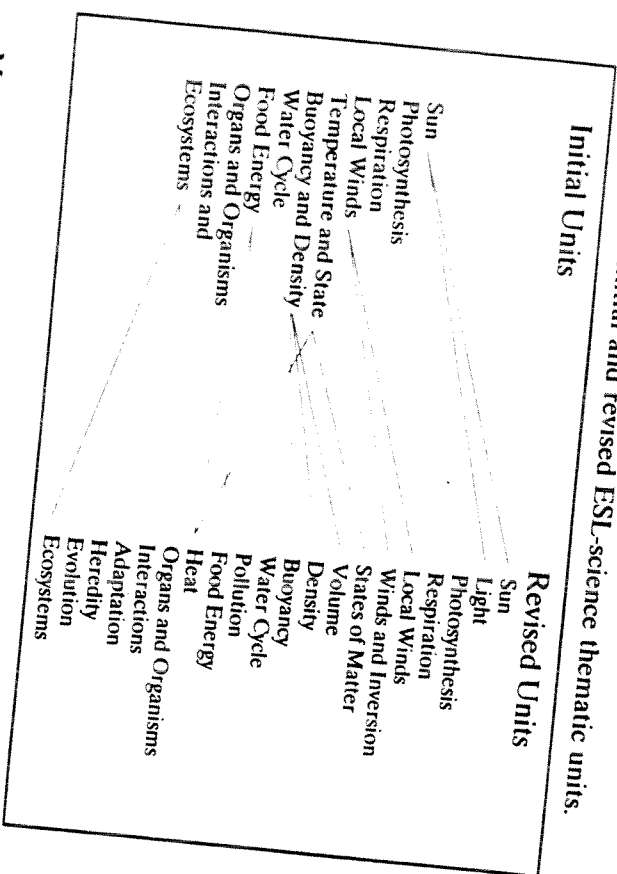 and revised ESL-science thematic units.
Initial Units
Sun
Photosynthesis
Respiration
Local Winds
Temperature and State
Buoyancy and Density
Water Cycle
Food Energy
Organs and Organisms
Interactions and
Ecosystems
Revised Units
Sun
Light
Photosynthesis
Respiration
Local Winds
Winds and Inversion
States of Matter
Volume
Density
Buoyancy
Water Cycle
Pollution
Food Energy
Heat
Organs and Organisms
Interactions
Adaptation
Heredity
Evolution
Ecosystems